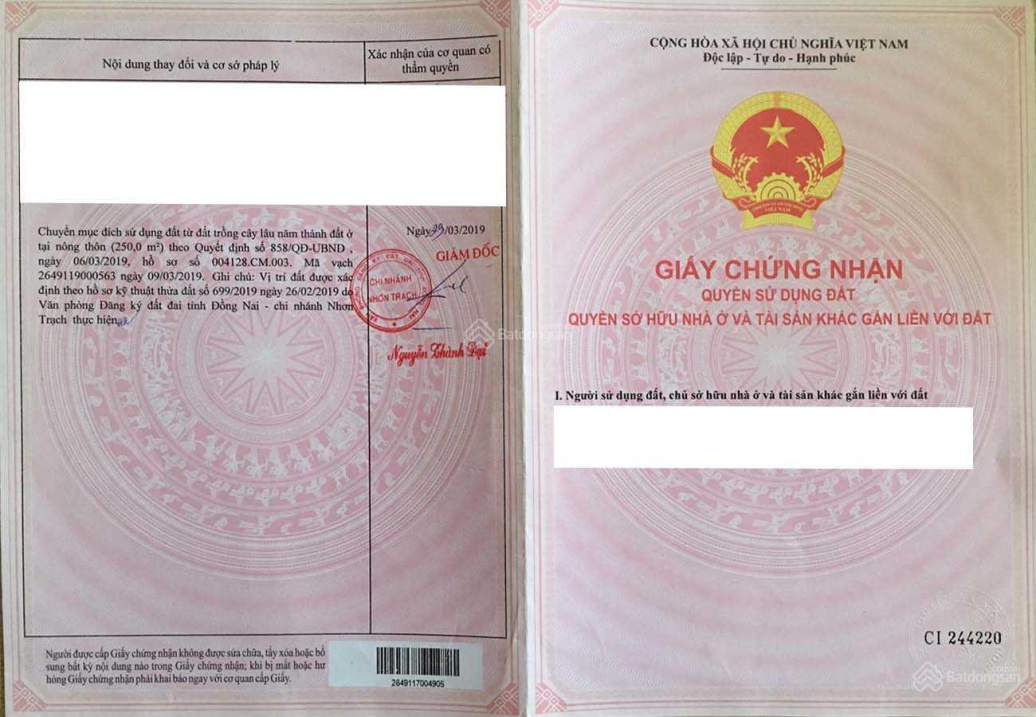 Nội dung thay đổi và cơ sở pháp lý
Xác nhận của cơ quan có
thẩm quyền
Chuyển mục đích sử dụng đất từ đất trồng cây lâu năm thành đất ở
tại nông thôn (250,0 m²) theo Quyết định số 858/QĐ-UBND ,
ngày 06/03/2019, hồ sơ số 004128.CM.003. Mã vạch
2649119000563 ngày 09/03/2019. Ghi chú: Vị trí đất được xác
định theo hồ sơ kỹ thuật thửa đất số 699/2019 ngày 26/02/2019 do
Văn phòng Đăng ký đất đai tỉnh Đồng Nai - chi nhánh Nhơn
Trạch thực hiện.
Ngày 29/03/2019
GIÁM ĐỐC
CHI NHÁNH
NHƠN TRẠCH
Nguyễn Thành Đại
Batdongsan
Người được cấp Giấy chứng nhận không được sửa chữa, tẩy xóa hoặc bổ
sung bất kỳ nội dung nào trong Giấy chứng nhận; khi bị mất hoặc hư
hỏng Giấy chứng nhận phải khai báo ngay với cơ quan cấp Giấy.
2649117004905
CỘNG HÒA XÃ HỘI CHỦ NGHĨA VIỆT NAM
Độc lập - Tự do - Hạnh phúc
VIỆT NAM
GIẤY CHỨNG NHẬN
QUYỀN SỬ DỤNG ĐẤT
QUYỀN SỞ HỮU NHÀ Ở VÀ TÀI SẢN KHÁC GẮN LIỀN VỚI ĐẤT
I. Người sử dụng đất, chủ sở hữu nhà ở và tài sản khác gắn liền với đất
CI 244220
Batdongsan